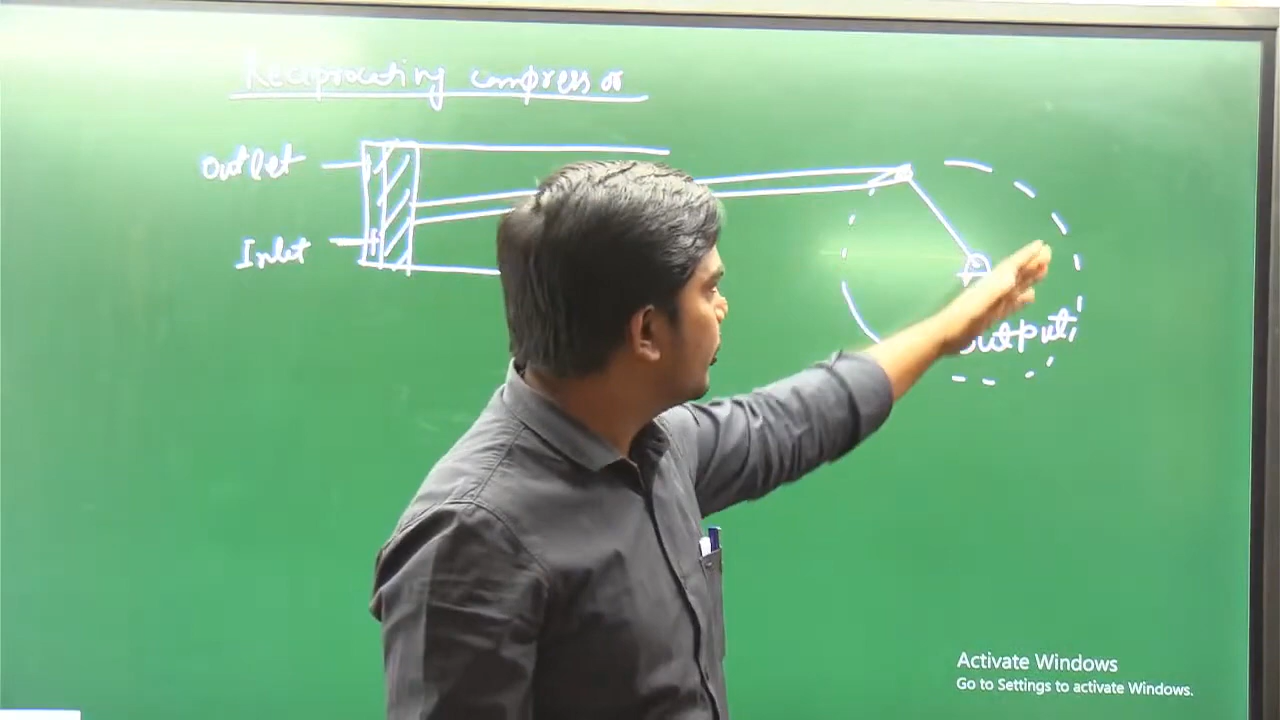 Reciprocating compressor
Outlet
Inlet
output
Activate Windows
Go to Settings to activate Windows.